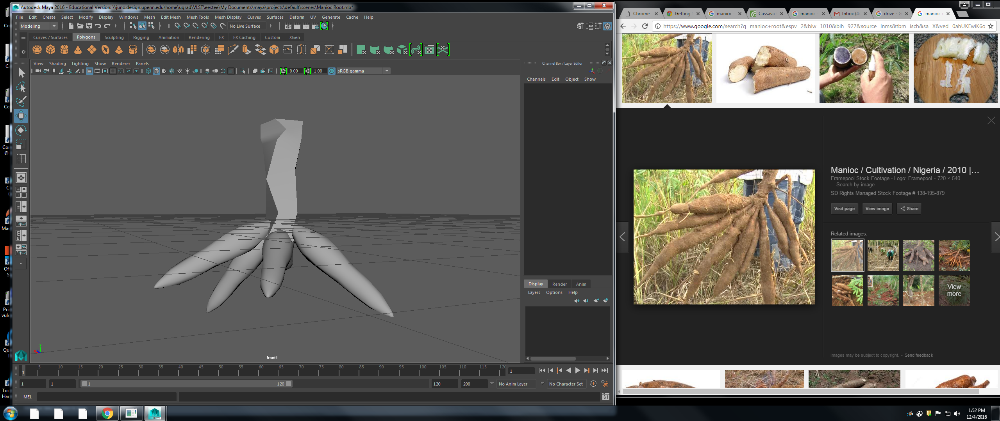 Autodesk Maya 2016 - Educational Version: \\juno.design.upenn.edu\home\ugrad\VLST\eestee\My Documents\maya\projects\default\scenes\Manioc Root.mb*
File Edit Create Select Modify Display Windows Mesh Edit Mesh Mesh Tools Mesh Display Curves Surfaces Deform UV Generate Cache Help
Modeling No Live Surface
IPR
Curves / Surfaces Polygons Sculpting Rigging Animation Rendering FX FX Caching Custom XGen
View Shading Lighting Show Renderer Panels
0.00 1.00 ON sRGB gamma
Channel Box / Layer Editor
Channels Edit Object Show
y
x z
front1
Display Render Anim
Layers Options Help
1 5 10 15 20 25 30 35 40 45 50 55 60 65 70 75 80 85 90 95 100 105 110 115 120
1
1 1 1 120 120 200 No Anim Layer No Character Set
MEL
Chrome Getting manioc Cassava manioc Inbox (4 drive - G manioc
https://www.google.com/search?q=manioc+root&espv=2&biw=1010&bih=927&source=lnms&tbm=isch&sa=X&ved=0ahUKEwiK6o
Manioc / Cultivation / Nigeria / 2010 |...
Framepool Stock Footage - Logo: Framepool - 720 × 540
- Search by image
SD Rights Managed Stock Footage # 138-195-879
Visit page View image Share
Related images:
View
more
Images may be subject to copyright. - Send feedback
MAYA
1:52 PM
12/4/2016